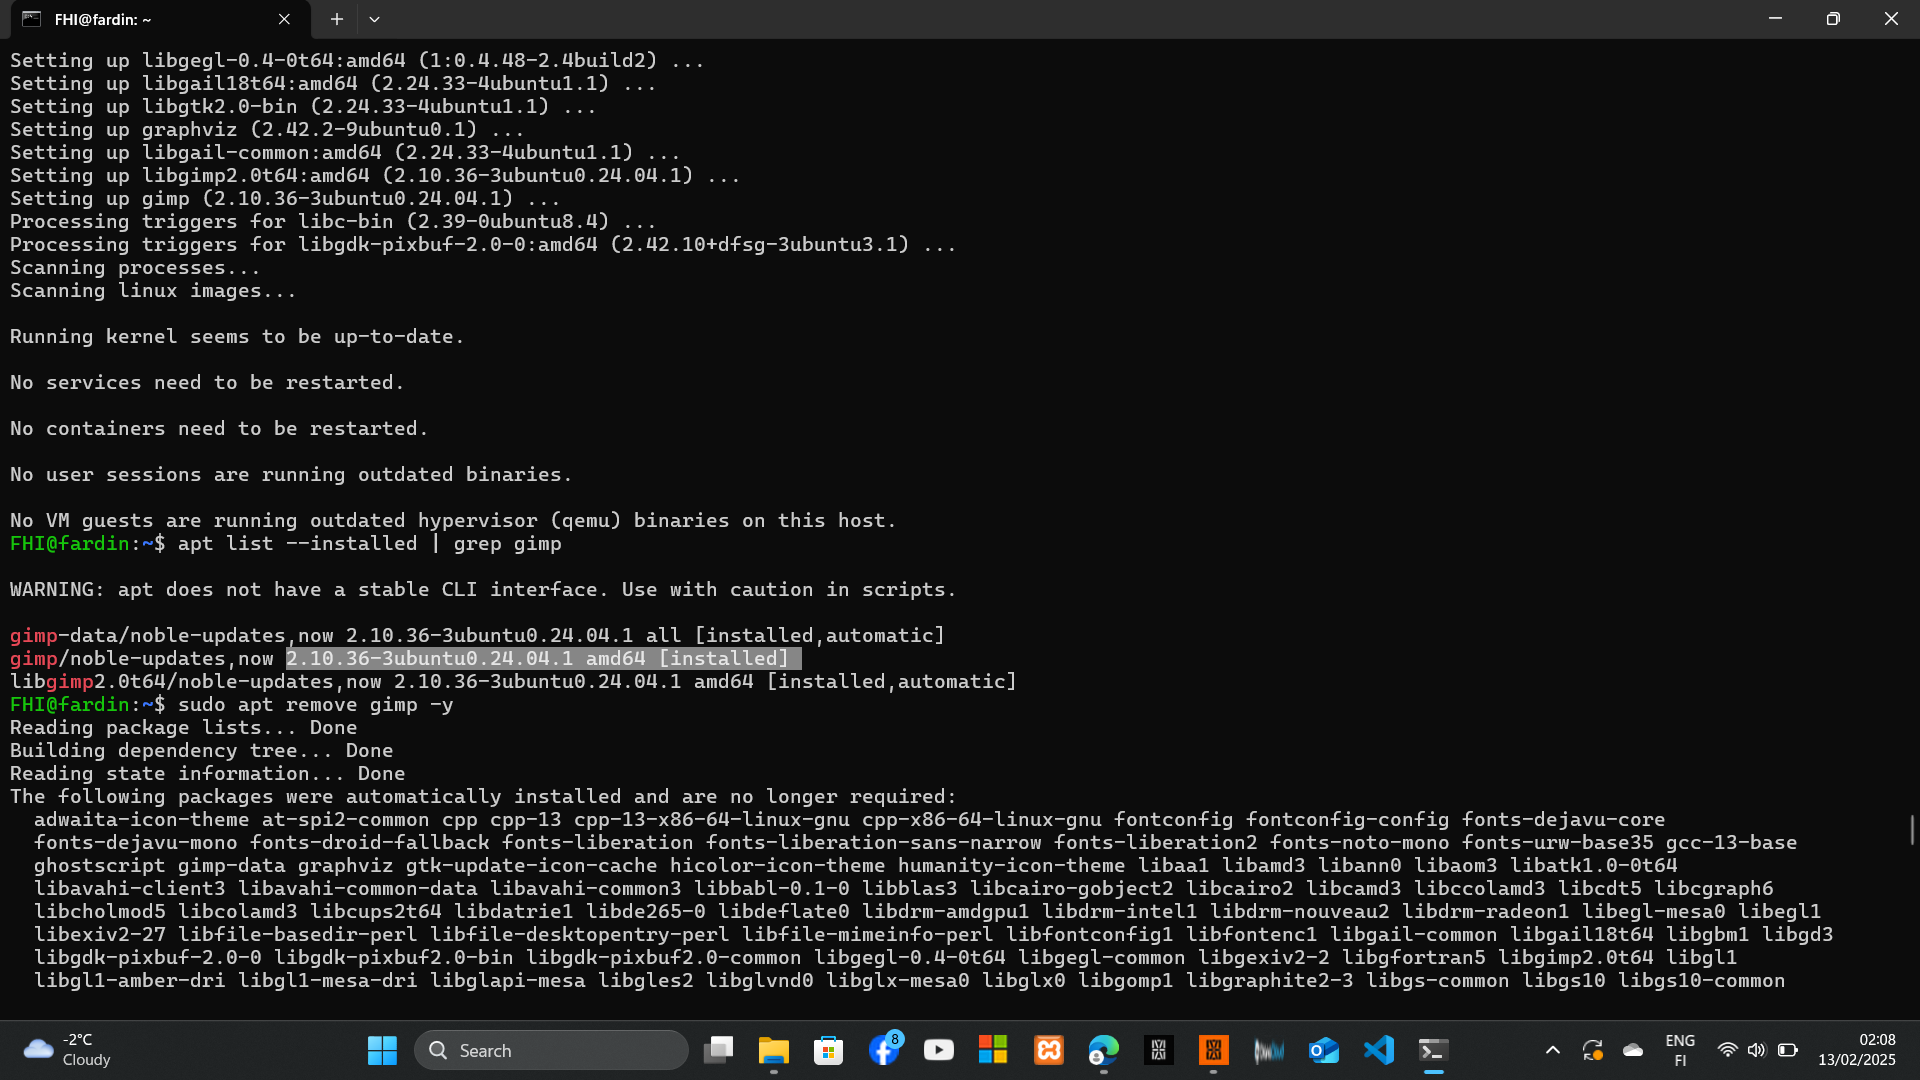 FHI@fardin: ~
Setting up libgegl-0.4-0t64:amd64 (1:0.4.48-2.4build2) ...
Setting up libgail18t64:amd64 (2.24.33-4ubuntu1.1) ...
Setting up libgtk2.0-bin (2.24.33-4ubuntu1.1) ...
Setting up graphviz (2.42.2-9ubuntu0.1) ...
Setting up libgail-common:amd64 (2.24.33-4ubuntu1.1) ...
Setting up libgimp2.0t64:amd64 (2.10.36-3ubuntu0.24.04.1) ...
Setting up gimp (2.10.36-3ubuntu0.24.04.1) ...
Processing triggers for libc-bin (2.39-0ubuntu8.4) ...
Processing triggers for libgdk-pixbuf-2.0-0:amd64 (2.42.10+dfsg-3ubuntu3.1) ...
Scanning processes...
Scanning linux images...
Running kernel seems to be up-to-date.
No services need to be restarted.
No containers need to be restarted.
No user sessions are running outdated binaries.
No VM guests are running outdated hypervisor (qemu) binaries on this host.
FHI@fardin:~$ apt list --installed | grep gimp
WARNING: apt does not have a stable CLI interface. Use with caution in scripts.
gimp-data/noble-updates,now 2.10.36-3ubuntu0.24.04.1 all [installed,automatic]
gimp/noble-updates,now 2.10.36-3ubuntu0.24.04.1 amd64 [installed]
libgimp2.0t64/noble-updates,now 2.10.36-3ubuntu0.24.04.1 amd64 [installed,automatic]
FHI@fardin:~$ sudo apt remove gimp -y
Reading package lists... Done
Building dependency tree... Done
Reading state information... Done
The following packages were automatically installed and are no longer required:
adwaita-icon-theme at-spi2-common cpp cpp-13 cpp-13-x86-64-linux-gnu cpp-x86-64-linux-gnu fontconfig fontconfig-config fonts-dejavu-core
fonts-dejavu-mono fonts-droid-fallback fonts-liberation fonts-liberation-sans-narrow fonts-liberation2 fonts-noto-mono fonts-urw-base35 gcc-13-base
ghostscript gimp-data graphviz gtk-update-icon-cache hicolor-icon-theme humanity-icon-theme libaa1 libamd3 libann0 libaom3 libatk1.0-0t64
libavahi-client3 libavahi-common-data libavahi-common3 libbabl-0.1-0 libblas3 libcairo-gobject2 libcairo2 libcamd3 libccolamd3 libcdt5 libcgraph6
libcholmod5 libcolamd3 libcups2t64 libdatrie1 libde265-0 libdeflate0 libdrm-amdgpu1 libdrm-intel1 libdrm-nouveau2 libdrm-radeon1 libegl-mesa0 libegl1
libexiv2-27 libfile-basedir-perl libfile-desktopentry-perl libfile-mimeinfo-perl libfontconfig1 libfontenc1 libgail-common libgail18t64 libgbm1 libgd3
libgdk-pixbuf-2.0-0 libgdk-pixbuf2.0-bin libgdk-pixbuf2.0-common libgegl-0.4-0t64 libgegl-common libgexiv2-2 libgfortran5 libgimp2.0t64 libgl1
libgl1-amber-dri libgl1-mesa-dri libglapi-mesa libgles2 libglvnd0 libglx-mesa0 libglx0 libgomp1 libgraphite2-3 libgs-common libgs10 libgs10-common
-2°C
Cloudy
Search
8
ENG
FI
02:08
13/02/2025